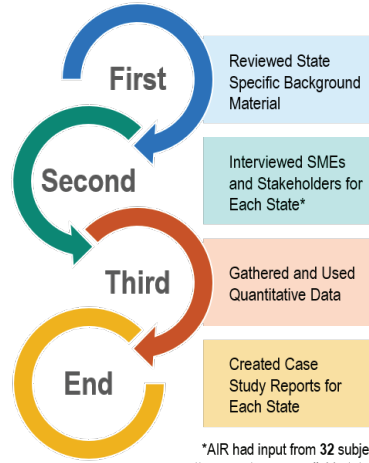 First
Reviewed State
Specific Background
Material
Second
Interviewed SMEs
and Stakeholders for
Each State*
Third
Gathered and Used
Quantitative Data
End
Created Case
Study Reports for
Each State
*AIR had input from 32 subje